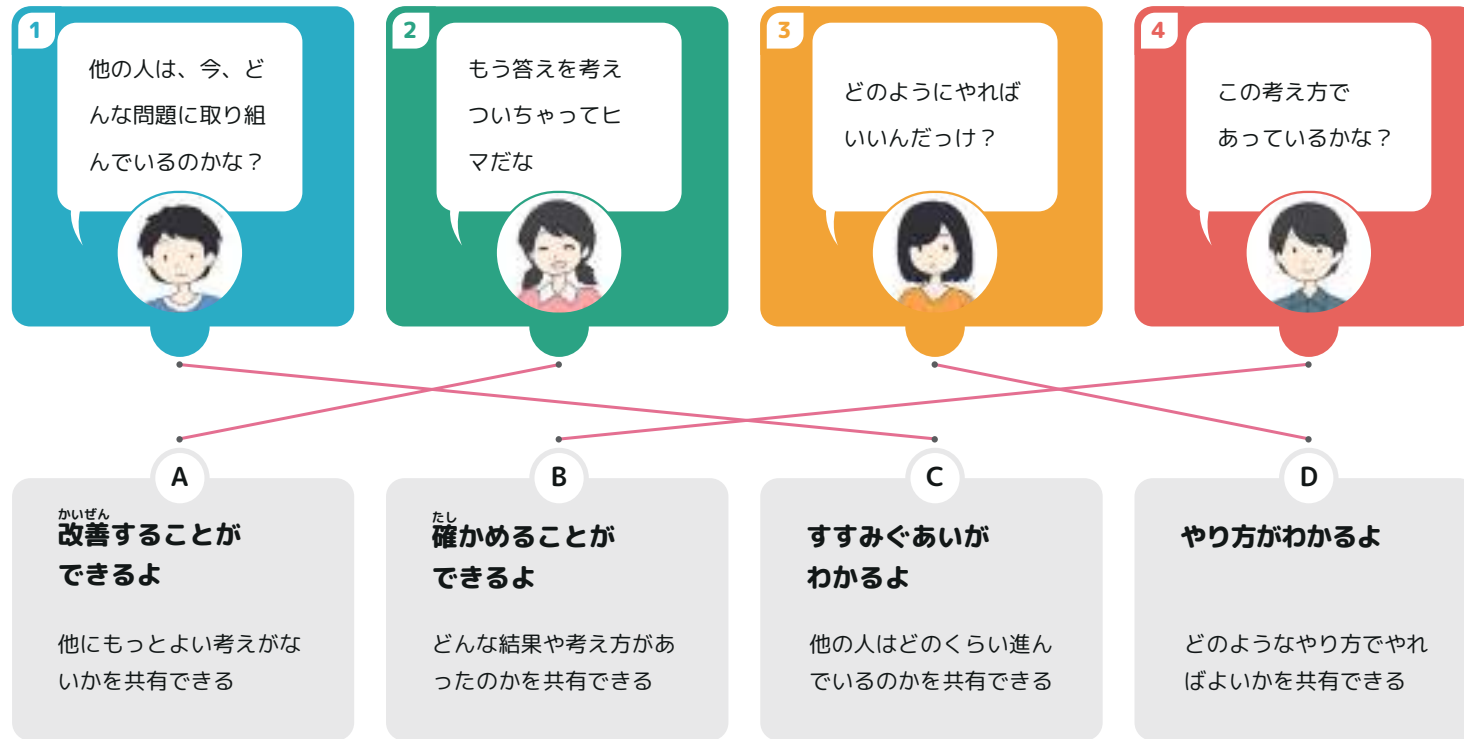 1
他の人は、今、ど
んな問題に取り組
んでいるのかな？
2
もう答えを考え
ついちゃってヒ
マだな
3
どのようにやれば
いいんだっけ？
4
この考え方で
あっているかな？
A
かいぜん
改善することが
できるよ
他にもっとよい考えがな
いかを共有できる
B
たし
確かめることが
できるよ
どんな結果や考え方があ
ったのかを共有できる
C
すすみぐあいが
わかるよ
他の人はどのくらい進ん
でいるのかを共有できる
D
やり方がわかるよ
どのようなやり方でやれ
ばよいかを共有できる